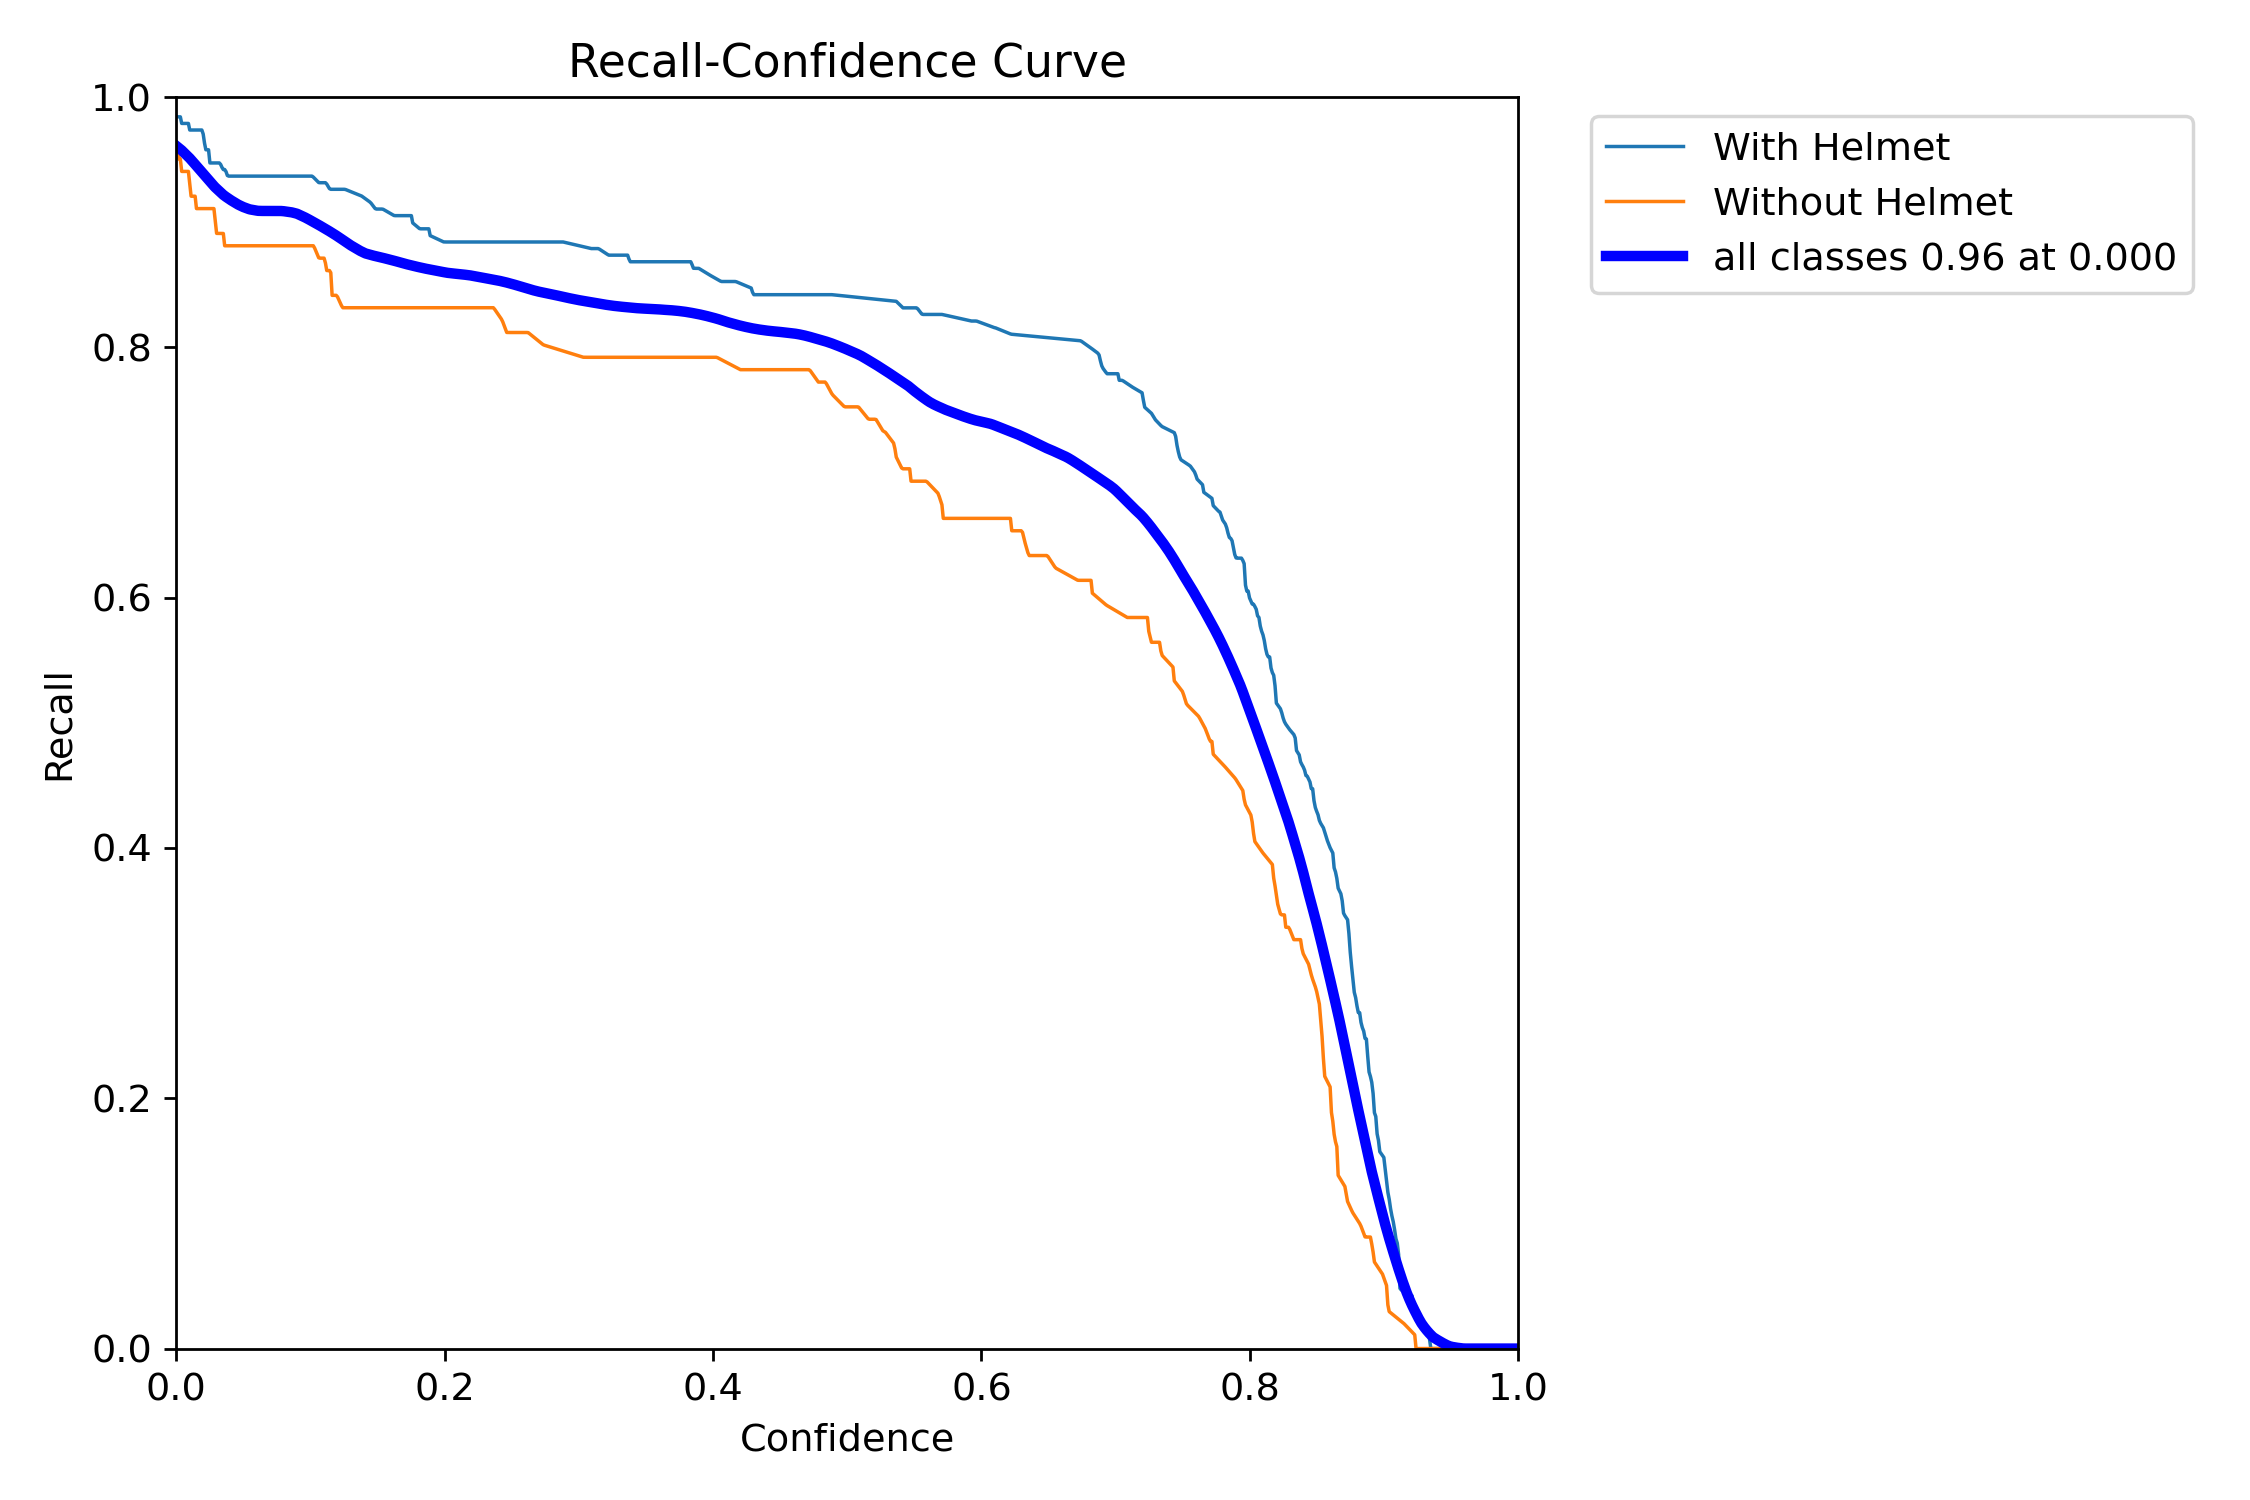 Recall-Confidence Curve
1.0
0.8
0.6
0.4
0.2
0.0
Recall
0.0 0.2 0.4 0.6 0.8 1.0
Confidence
With Helmet
Without Helmet
all classes 0.96 at 0.000